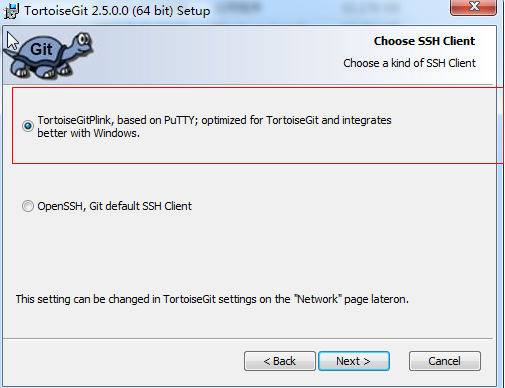 TortoiseGit 2.5.0.0 (64 bit) Setup
Git
Choose SSH Client
Choose a kind of SSH Client
TortoiseGitPlink, based on PuTTY; optimized for TortoiseGit and integrates
better with Windows.
OpenSSH, Git default SSH Client
This setting can be changed in TortoiseGit settings on the "Network" page lateron.
< Back
Next >
Cancel